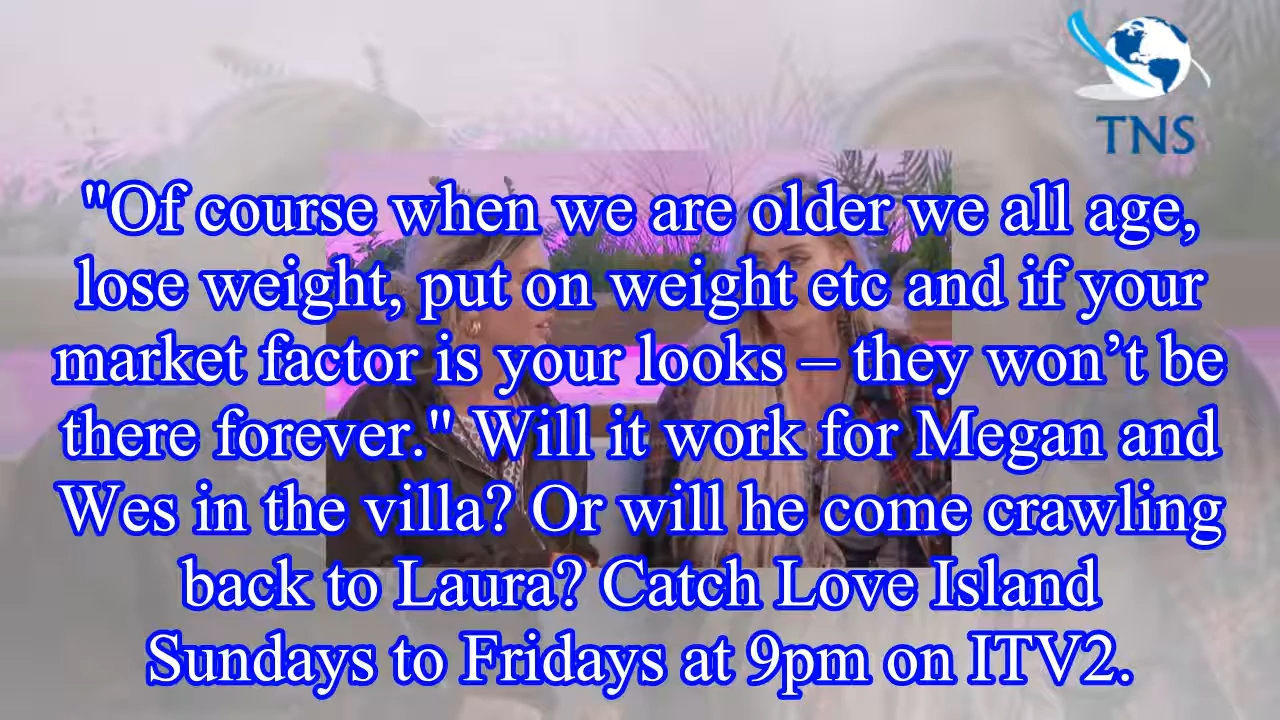 TNS
"Of course when we are older we all age,
lose weight, put on weight etc and if your
market factor is your looks – they won’t be
there forever." Will it work for Megan and
Wes in the villa? Or will he come crawling
back to Laura? Catch Love Island
Sundays to Fridays at 9pm on ITV2.